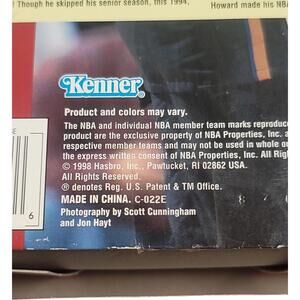 ) Though he skipped his senior season, this 1994,
Howard made his NBA
Kenner
Product and colors may vary.
The NBA and individual NBA member team marks reproduc
product are the exclusive property of NBA Properties, Inc. a
respective member teams and may not be used in whole or
the express written consent of NBA Properties, Inc. All Righ
© 1998 Hasbro, Inc., Pawtucket, RI 02862 USA
All Rights Reserved.
® denotes Reg. U.S. Patent & TM Office.
MADE IN CHINA. C-022E
Photography by Scott Cunningham
and Jon Hayt
6